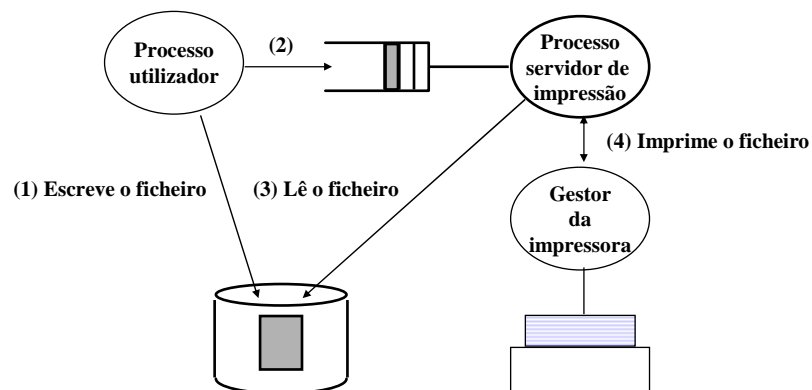 Processo
utilizador
(2)
Processo
servidor de
impressão
(4) Imprime o ficheiro
(1) Escreve o ficheiro
(3) Lê o ficheiro
Gestor
da
impressora